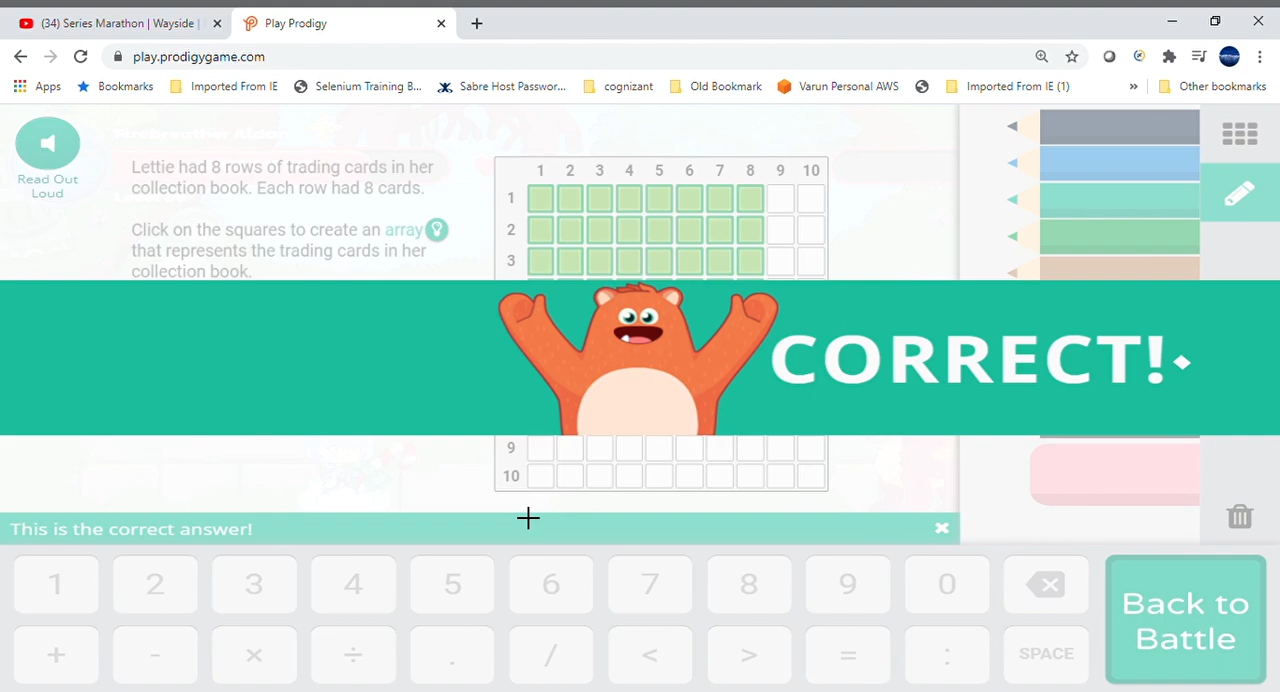 (34) Series Marathon | Wayside |
Play Prodigy
play.prodigygame.com
Apps
Bookmarks
Imported From IE
Selenium Training B...
Sabre Host Passwor...
cognizant
Old Bookmark
Varun Personal AWS
Imported From IE (1)
»
Other bookmarks
Read Out
Loud
Lettie had 8 rows of trading cards in her
collection book. Each row had 8 cards.
Click on the squares to create an array
that represents the trading cards in her
collection book.
1 2 3 4 5 6 7 8 9 10
1
2
3
CORRECT!
9
10
This is the correct answer!
1 2 3 4 5 6 7 8 9 0
+ - × ÷ . / < > = : SPACE
Back to
Battle